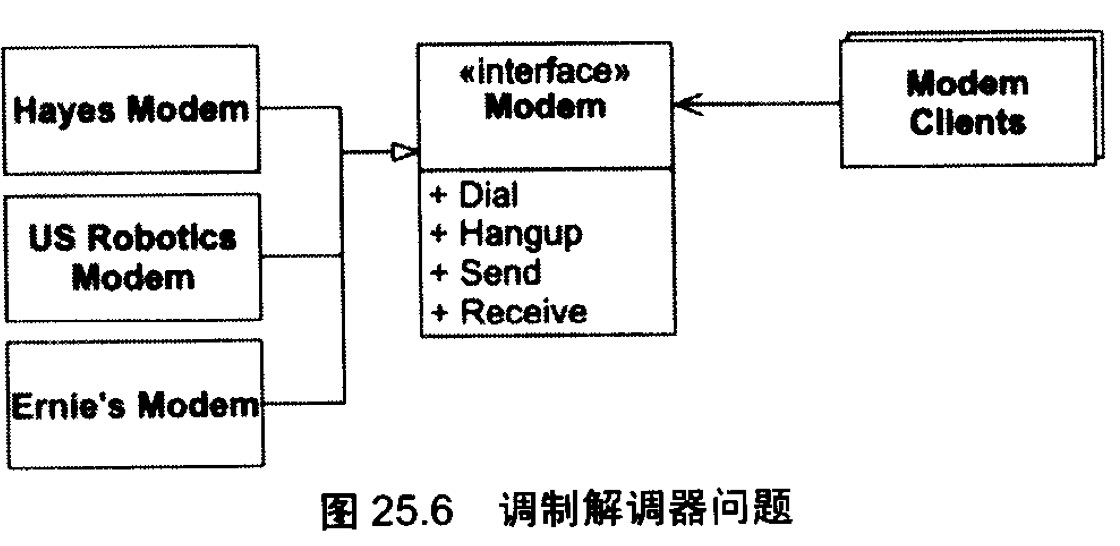 Hayes Modem
US Robotics
Modem
Ernie's Modem
«interface»
Modem
+ Dial
+ Hangup
+ Send
+ Receive
Modem
Clients
图 25.6 调制解调器问题